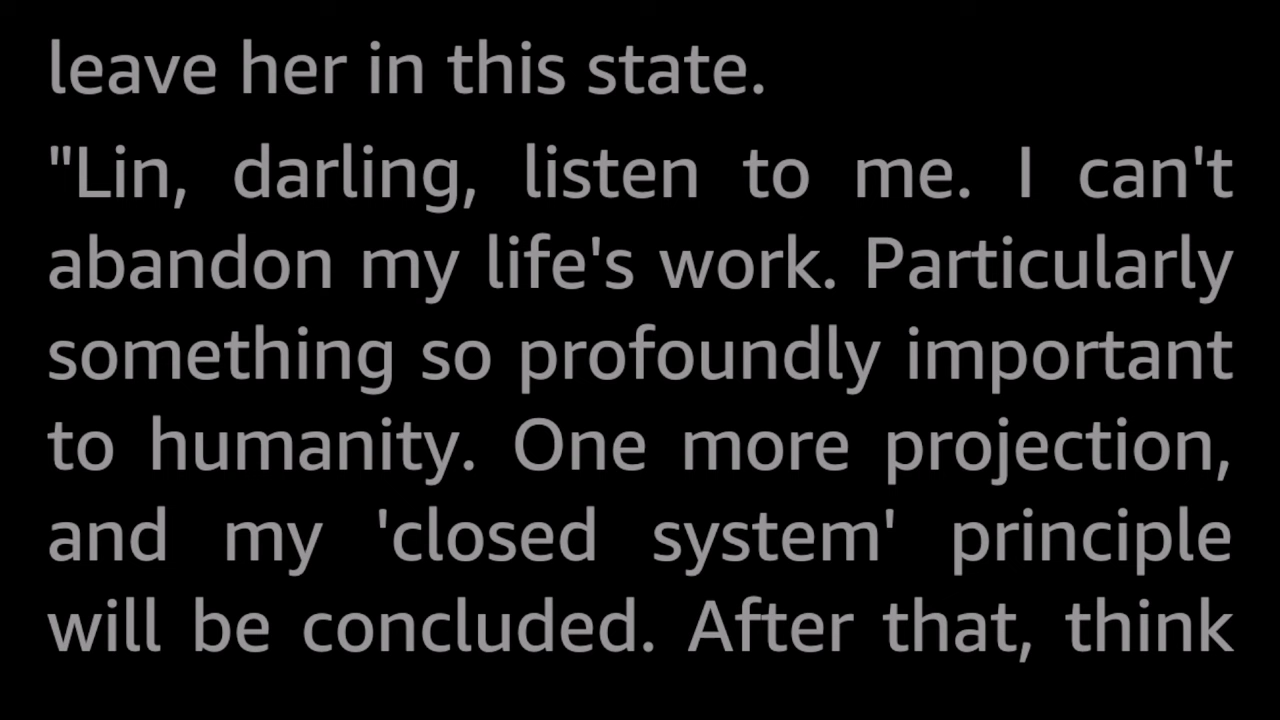 leave her in this state.
"Lin, darling, listen to me. I can't
abandon my life's work. Particularly
something so profoundly important
to humanity. One more projection,
and my 'closed system' principle
will be concluded. After that, think